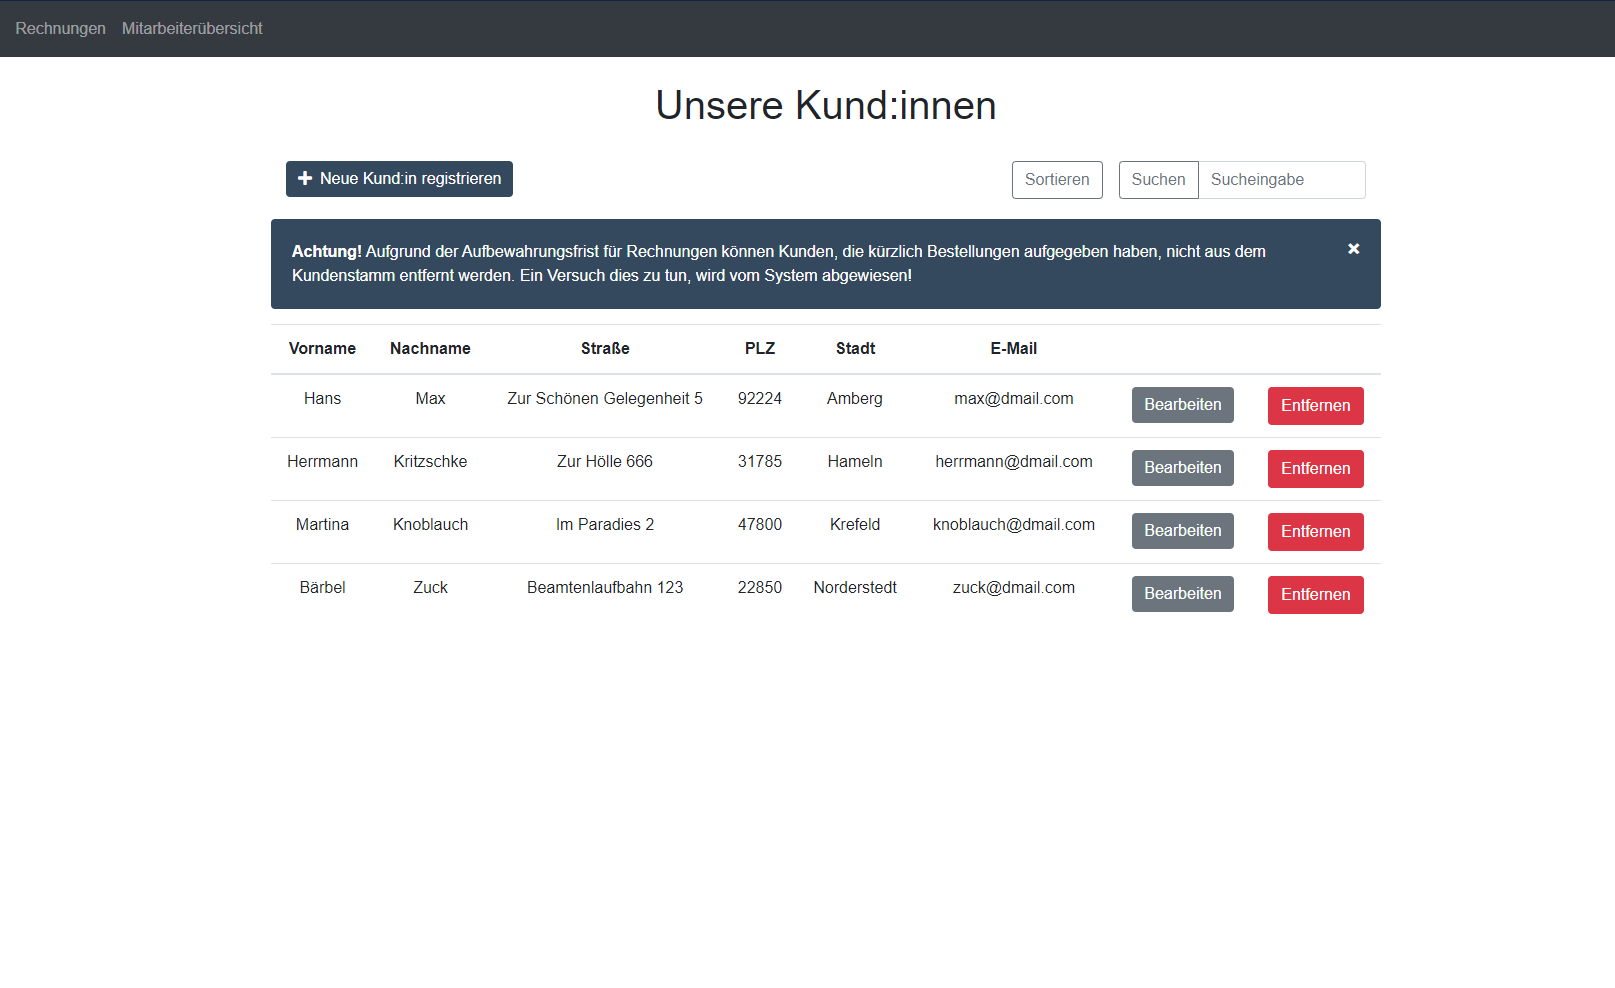 Rechnungen Mitarbeiterübersicht
Unsere Kund:innen
Neue Kund:in registrieren Sortieren Suchen Sucheingabe
Achtung! Aufgrund der Aufbewahrungsfrist für Rechnungen können Kunden, die kürzlich Bestellungen aufgegeben haben, nicht aus dem
Kundenstamm entfernt werden. Ein Versuch dies zu tun, wird vom System abgewiesen!
Vorname Nachname Straße PLZ Stadt E-Mail
Hans Max Zur Schönen Gelegenheit 5 92224 Amberg max@dmail.com Bearbeiten Entfernen
Herrmann Kritzschke Zur Hölle 666 31785 Hameln herrmann@dmail.com Bearbeiten Entfernen
Martina Knoblauch Im Paradies 2 47800 Krefeld knoblauch@dmail.com Bearbeiten Entfernen
Bärbel Zuck Beamtenlaufbahn 123 22850 Norderstedt zuck@dmail.com Bearbeiten Entfernen